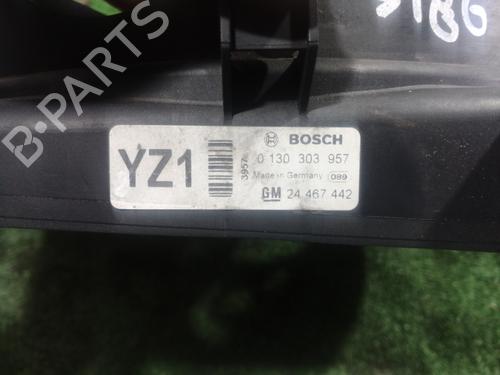 B-PARTS
YZ1
3957
BOSCH
0 130 303 957
Made in Germany 089
GM 24 467 442